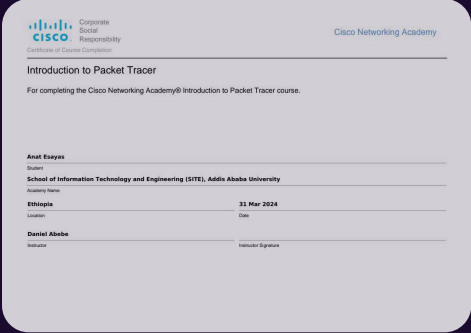 CISCO
Corporate
Social
Responsibility
Cisco Networking Academy
Certificate of Course Completion
Introduction to Packet Tracer
For completing the Cisco Networking Academy® Introduction to Packet Tracer course.
Anat Esayas
Student
School of Information Technology and Engineering (SITE), Addis Ababa University
Academy Name
Ethiopia 31 Mar 2024
Location Date
Daniel Abebe
Instructor Instructor Signature